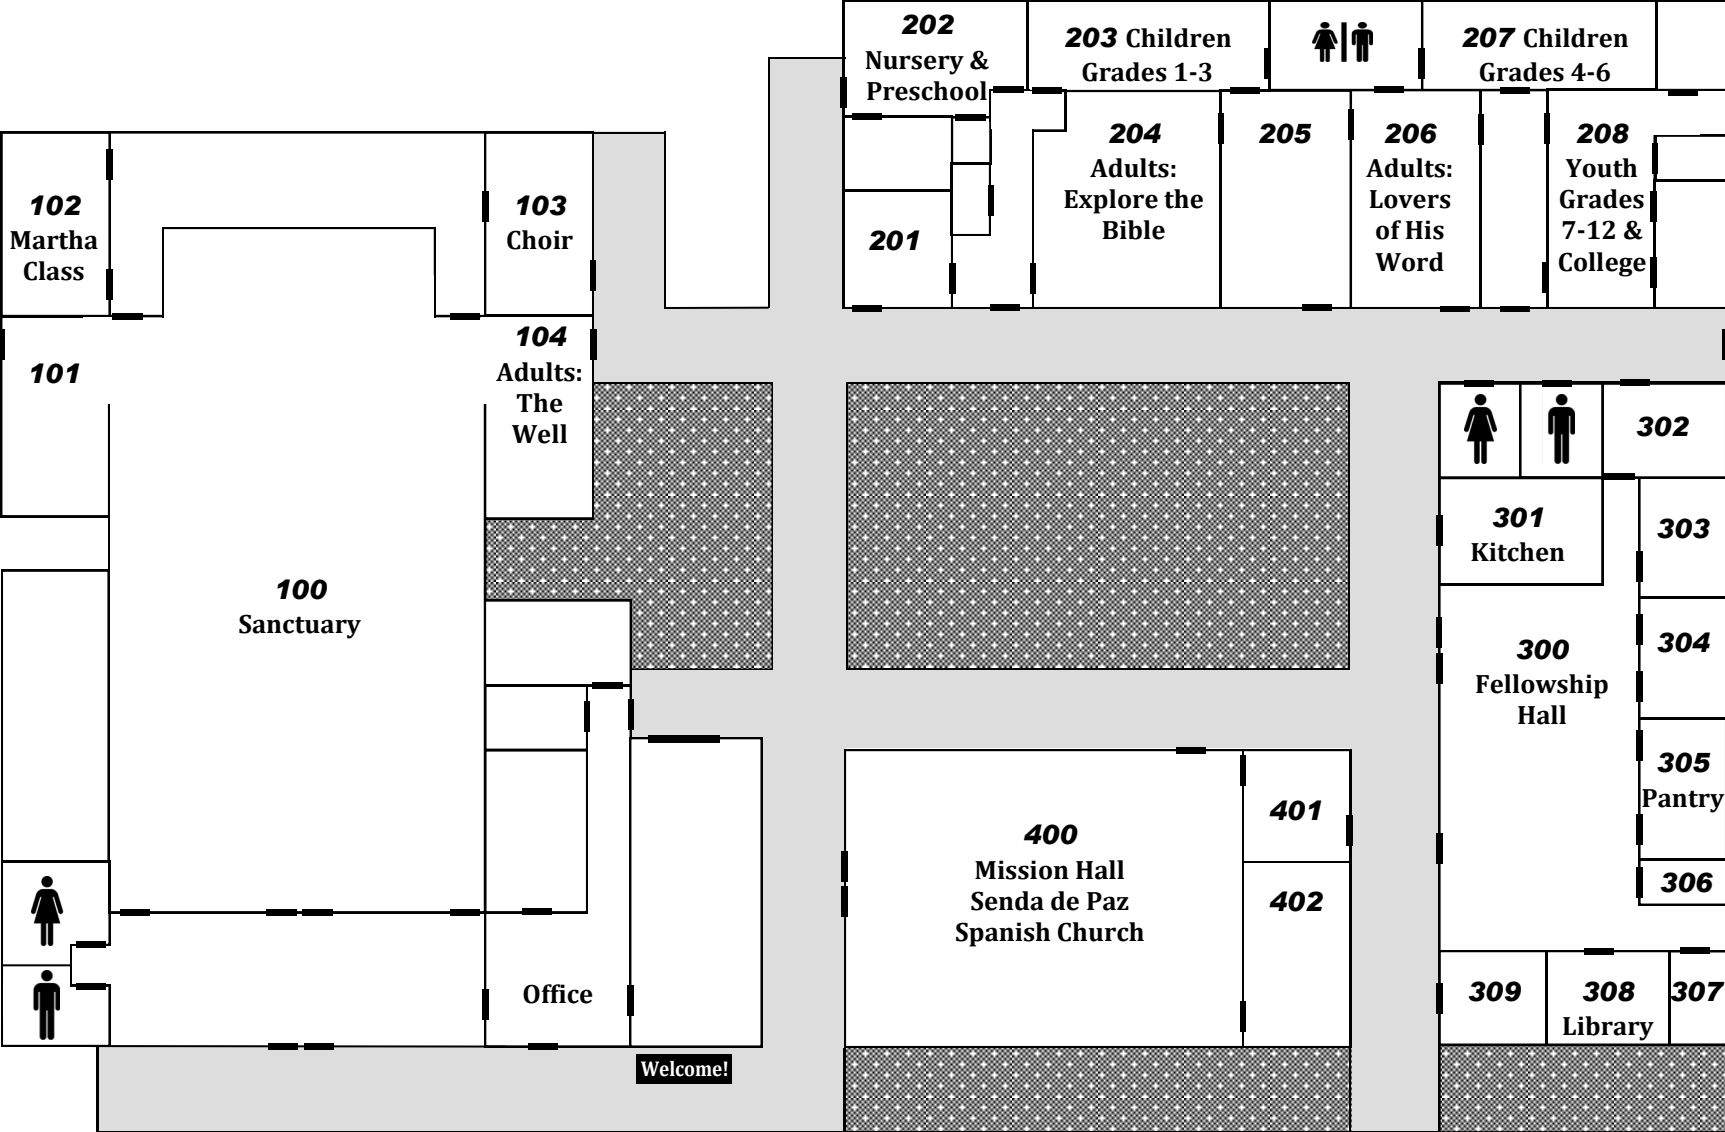 202
Nursery &
Preschool
203 Children
Grades 1-3
207 Children
Grades 4-6
204
Adults:
Explore the
Bible
205
206
Adults:
Lovers
of His
Word
208
Youth
Grades
7-12 &
College
201
102
Martha
Class
103
Choir
101
104
Adults:
The
Well
100
Sanctuary
302
301
Kitchen
303
300
Fellowship
Hall
304
305
Pantry
306
400
Mission Hall
Senda de Paz
Spanish Church
401
402
309
308
Library
307
Office
Welcome!